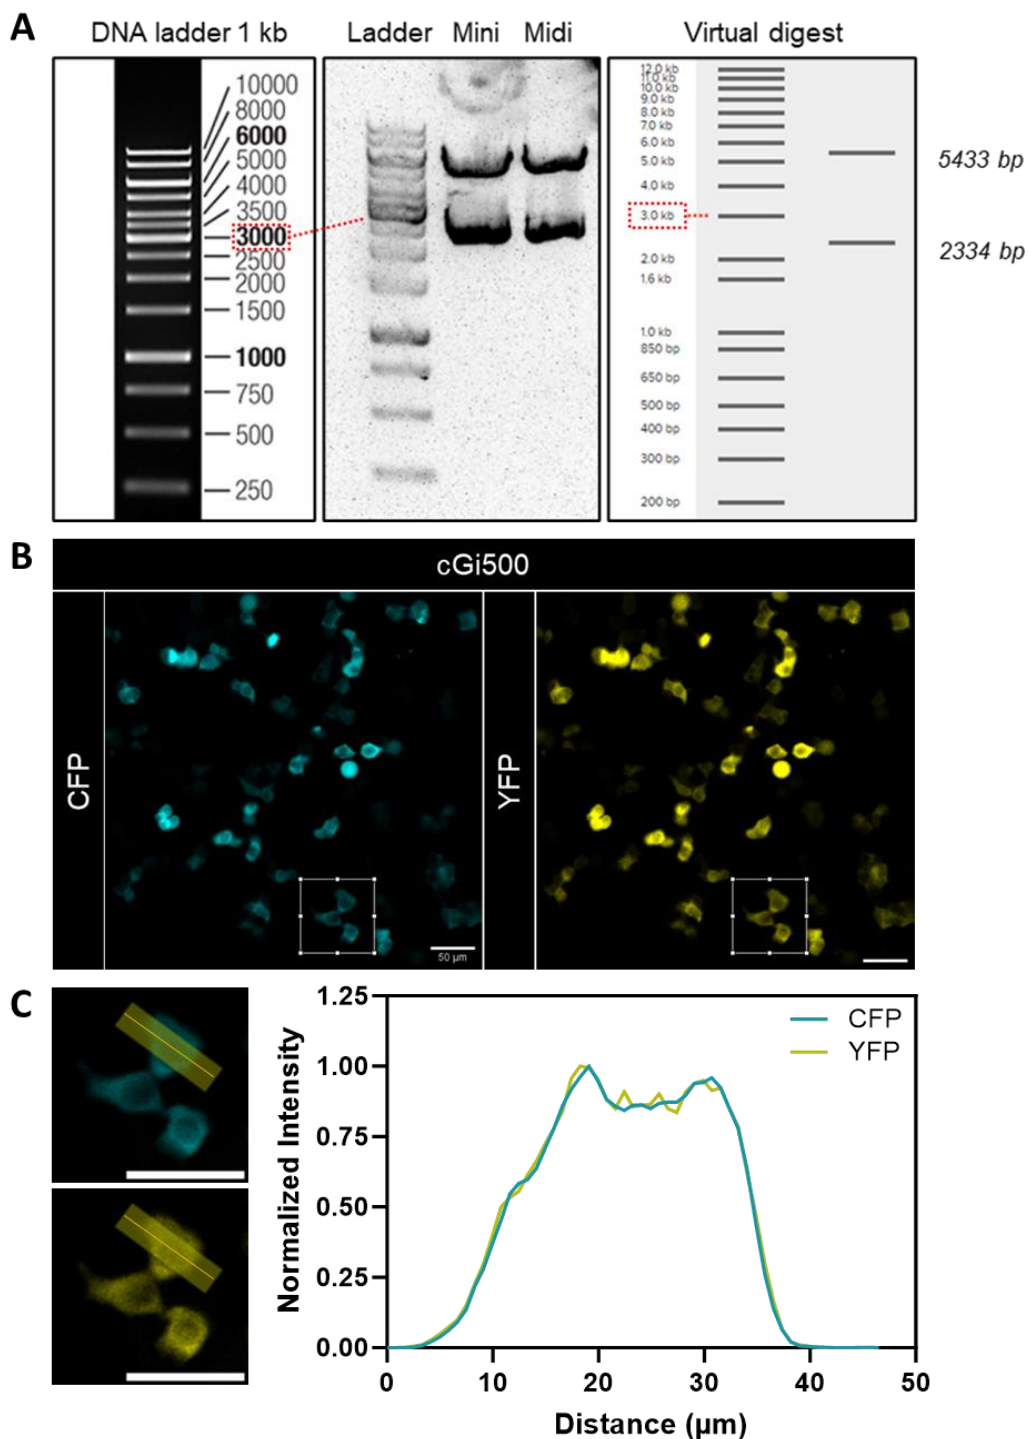 A
DNA ladder 1 kb
Ladder Mini Midi
Virtual digest
10000
8000
6000
5000
4000
3500
3000
2500
2000
1500
1000
750
500
250
12.0 kb
11.0 kb
10.0 kb
9.0 kb
8.0 kb
7.0 kb
6.0 kb
5.0 kb
4.0 kb
3.0 kb
2.0 kb
1.6 kb
1.0 kb
850 bp
650 bp
500 bp
400 bp
300 bp
200 bp
5433 bp
2334 bp
B
cGi500
CFP
50 µm
YFP
C
Normalized Intensity
1.25
1.00
0.75
0.50
0.25
0.00
CFP
YFP
0 10 20 30 40 50
Distance (µm)